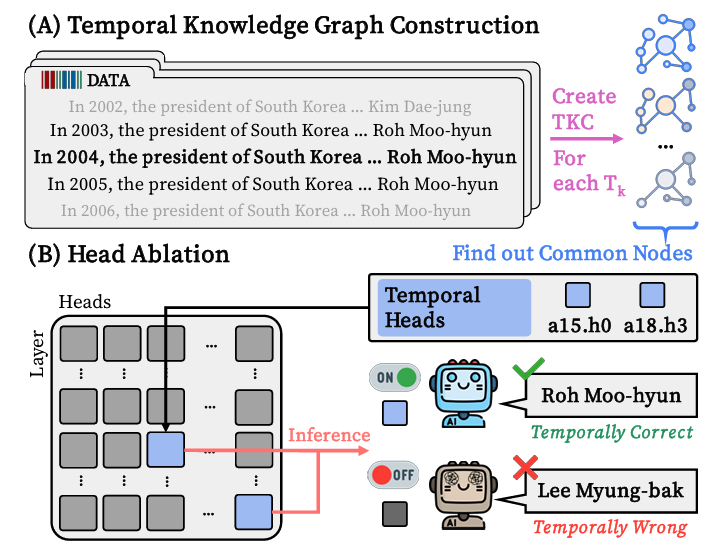 (A) Temporal Knowledge Graph Construction
DATA
In 2002, the president of South Korea ... Kim Dae-jung
In 2003, the president of South Korea ... Roh Moo-hyun
In 2004, the president of South Korea ... Roh Moo-hyun
In 2005, the president of South Korea ... Roh Moo-hyun
In 2006, the president of South Korea ... Roh Moo-hyun
Create
TKC
For
each Tk
...
Find out Common Nodes
(B) Head Ablation
Heads
Layer
Temporal
Heads
a15.h0
a18.h3
Inference
ON
AI
Roh Moo-hyun
Temporally Correct
OFF
AI
Lee Myung-bak
Temporally Wrong